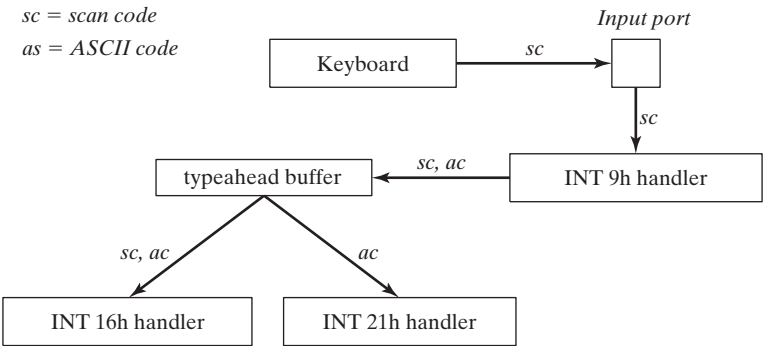 sc = scan code
as = ASCII code
Input port
Keyboard
sc
sc
typeahead buffer
sc, ac
INT 9h handler
sc, ac
ac
INT 16h handler
INT 21h handler